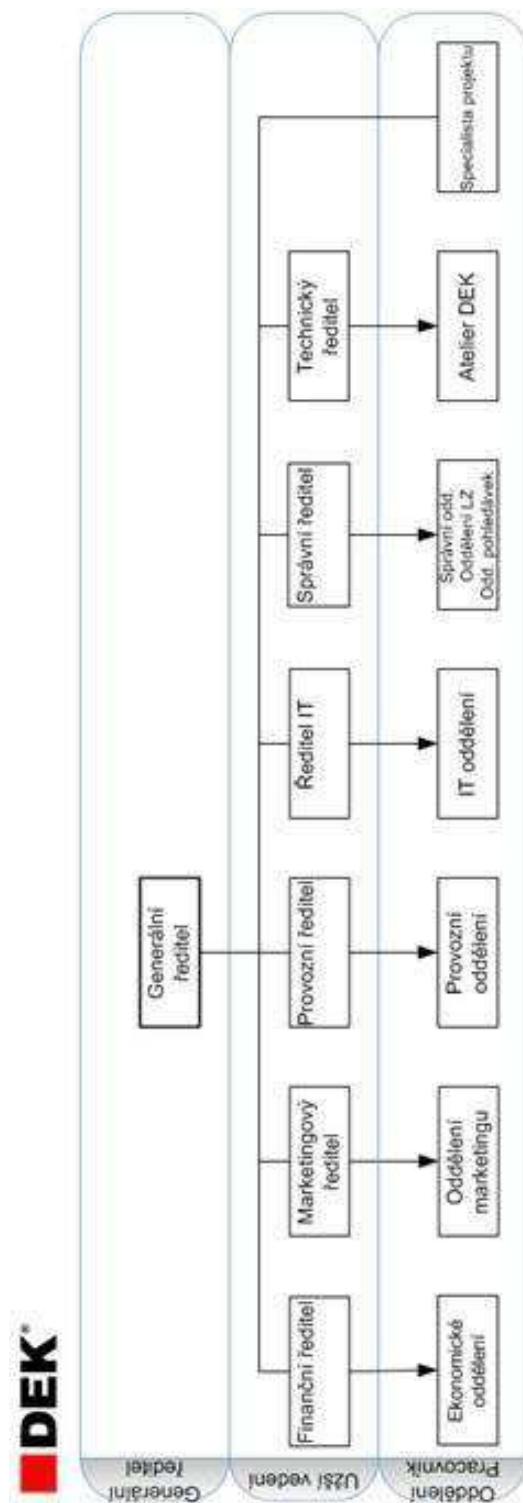 DEK®
Generální
ředitel
Generální
ředitel
Užší vedení
Finanční ředitel
Marketingový
ředitel
Provozní ředitel
Ředitel IT
Správní ředitel
Technický
ředitel
Oddělení
Pracovník
Ekonomické
oddělení
Oddělení
marketingu
Provozní
oddělení
IT oddělení
Správní odd.
Oddělení LZ
Odd. pohledávek
Atelier DEK
Specialista projektu